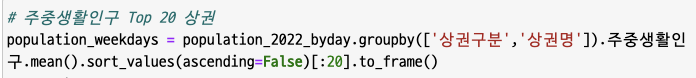 # 주중생활인구 Top 20 상권
population_weekdays = population_2022_byday.groupby(['상권구분','상권명']).주중생활인
구.mean().sort_values(ascending=False)[:20].to_frame()